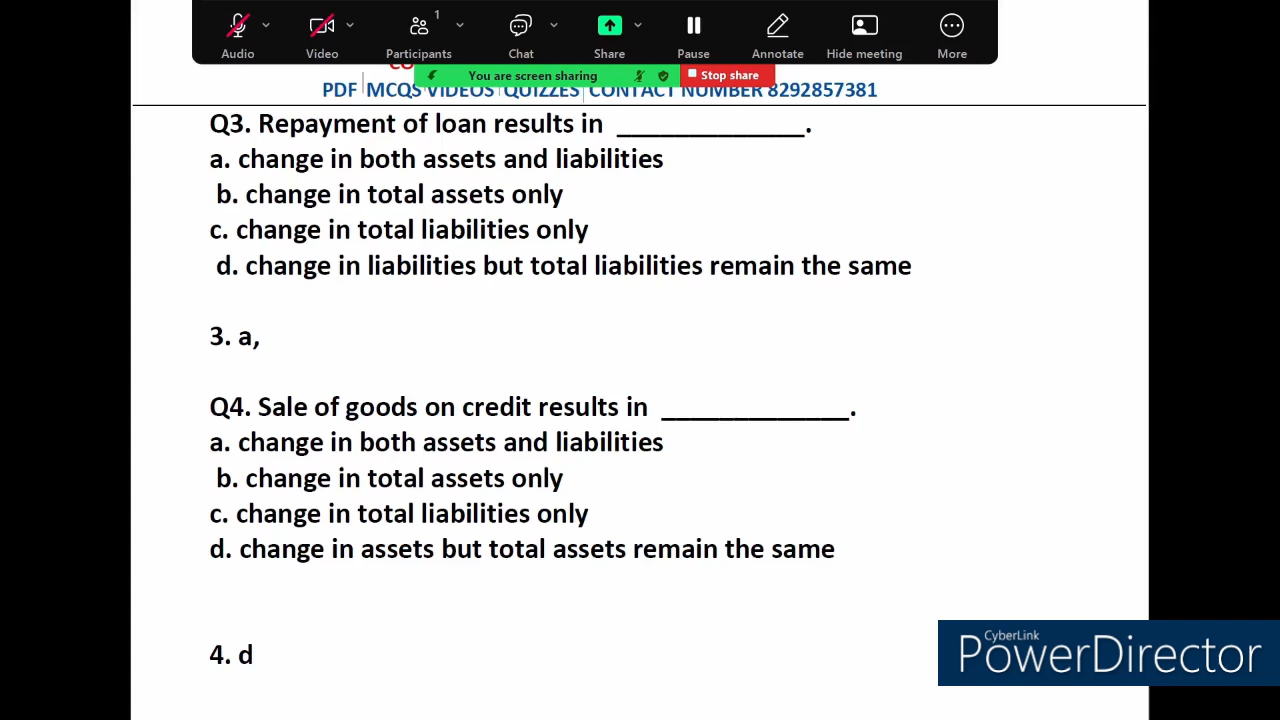 Audio Video Participants 1 Chat Share Pause Annotate Hide meeting More
You are screen sharing Stop share
PDF MCQS VIDEOS QUIZZES CONTACT NUMBER 8292857381
Q3. Repayment of loan results in _____________.
a. change in both assets and liabilities
b. change in total assets only
c. change in total liabilities only
d. change in liabilities but total liabilities remain the same
3. a,
Q4. Sale of goods on credit results in _____________.
a. change in both assets and liabilities
b. change in total assets only
c. change in total liabilities only
d. change in assets but total assets remain the same
4. d
CyberLink
PowerDirector